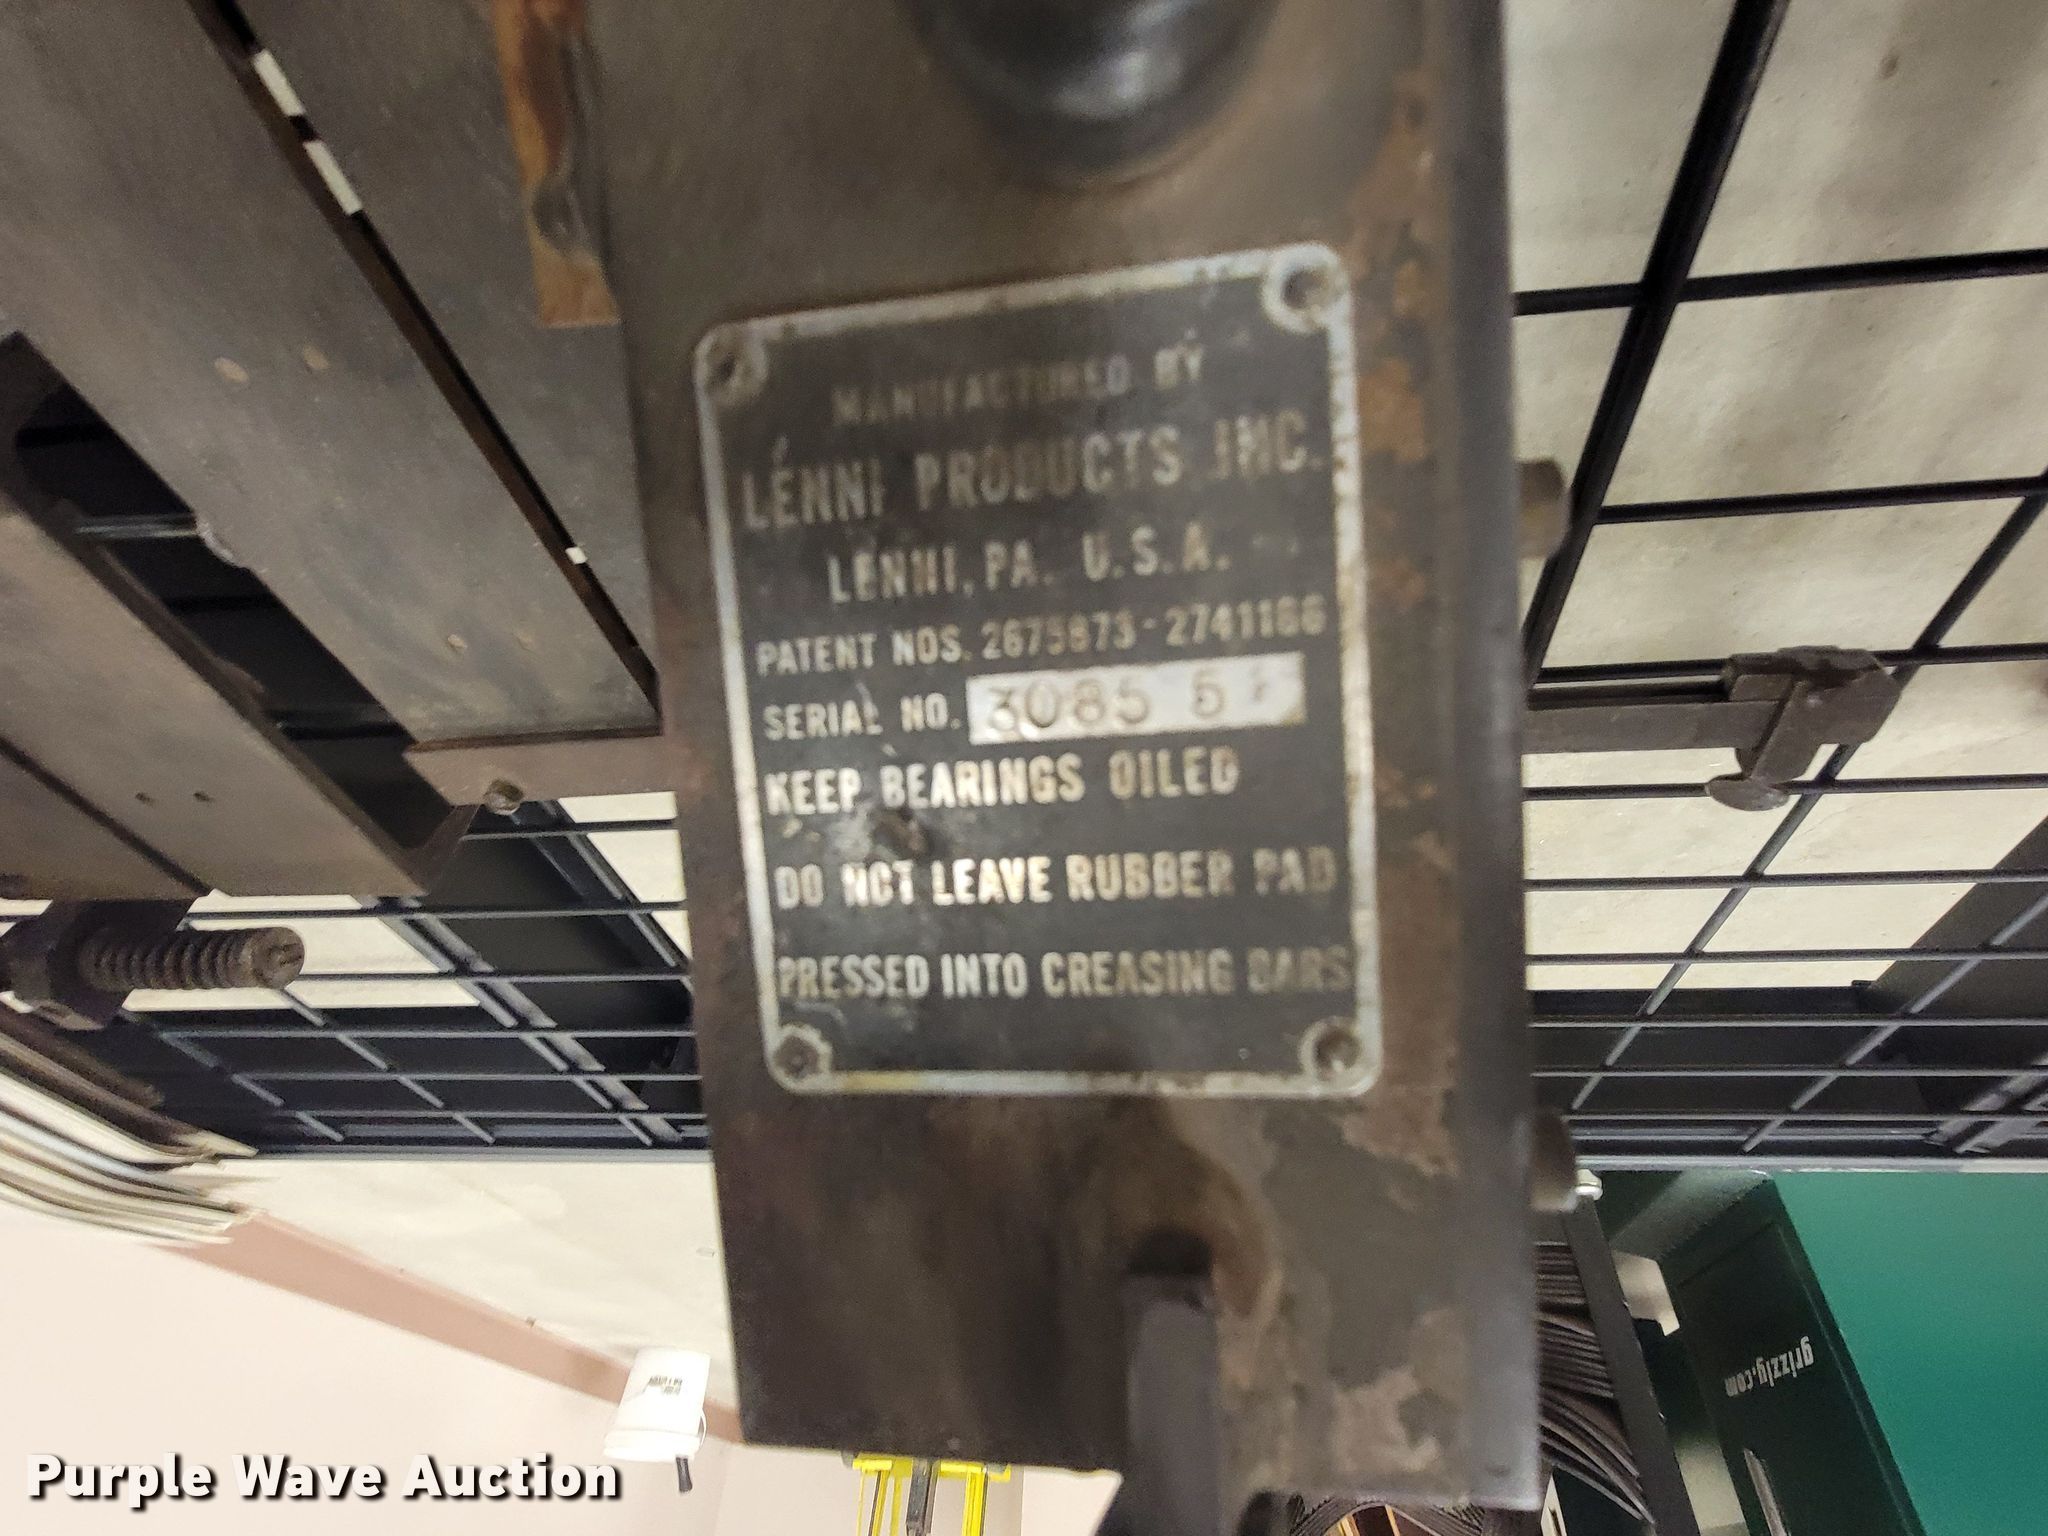 MANUFACTURED BY
LENNI PRODUCTS INC.
LENNI, PA. U.S.A.
PATENT NOS. 2675873-2741166
SERIAL NO. 3085 5
KEEP BEARINGS OILED
DO NOT LEAVE RUBBER PAD
PRESSED INTO CREASING BARS
grizzly.com
Purple Wave Auction